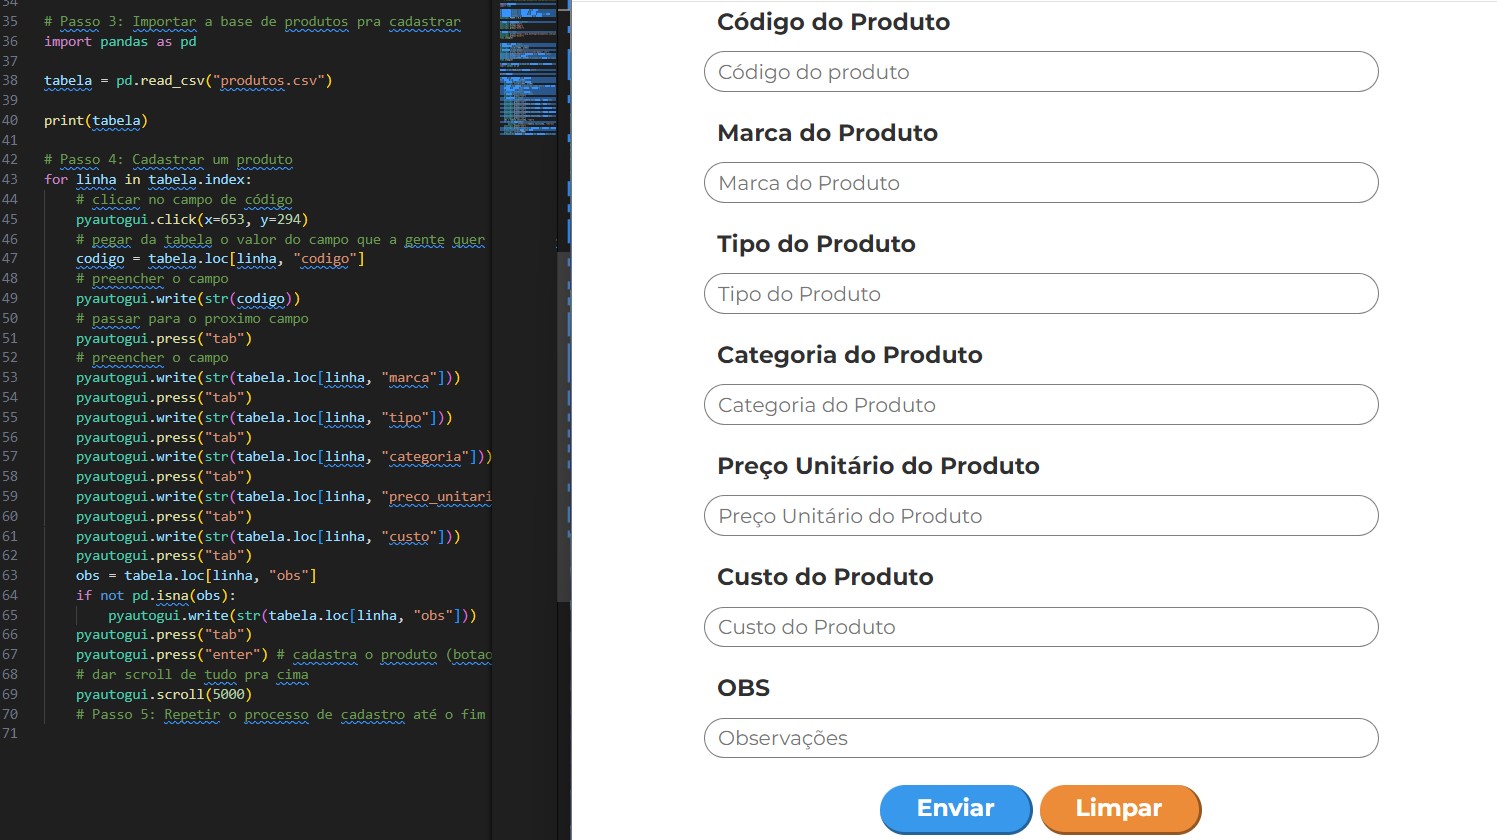 34
35 # Passo 3: Importar a base de produtos pra cadastrar
36 import pandas as pd
37
38 tabela = pd.read_csv("produtos.csv")
39
40 print(tabela)
41
42 # Passo 4: Cadastrar um produto
43 for linha in tabela.index:
44 # clicar no campo de código
45 pyautogui.click(x=653, y=294)
46 # pegar da tabela o valor do campo que a gente quer
47 codigo = tabela.loc[linha, "codigo"]
48 # preencher o campo
49 pyautogui.write(str(codigo))
50 # passar para o proximo campo
51 pyautogui.press("tab")
52 # preencher o campo
53 pyautogui.write(str(tabela.loc[linha, "marca"]))
54 pyautogui.press("tab")
55 pyautogui.write(str(tabela.loc[linha, "tipo"]))
56 pyautogui.press("tab")
57 pyautogui.write(str(tabela.loc[linha, "categoria"]))
58 pyautogui.press("tab")
59 pyautogui.write(str(tabela.loc[linha, "preco_unitari
60 pyautogui.press("tab")
61 pyautogui.write(str(tabela.loc[linha, "custo"]))
62 pyautogui.press("tab")
63 obs = tabela.loc[linha, "obs"]
64 if not pd.isna(obs):
65 pyautogui.write(str(tabela.loc[linha, "obs"]))
66 pyautogui.press("tab")
67 pyautogui.press("enter") # cadastra o produto (botao
68 # dar scroll de tudo pra cima
69 pyautogui.scroll(5000)
70 # Passo 5: Repetir o processo de cadastro até o fim
71
Código do Produto
Código do produto
Marca do Produto
Marca do Produto
Tipo do Produto
Tipo do Produto
Categoria do Produto
Categoria do Produto
Preço Unitário do Produto
Preço Unitário do Produto
Custo do Produto
Custo do Produto
OBS
Observações
Enviar Limpar